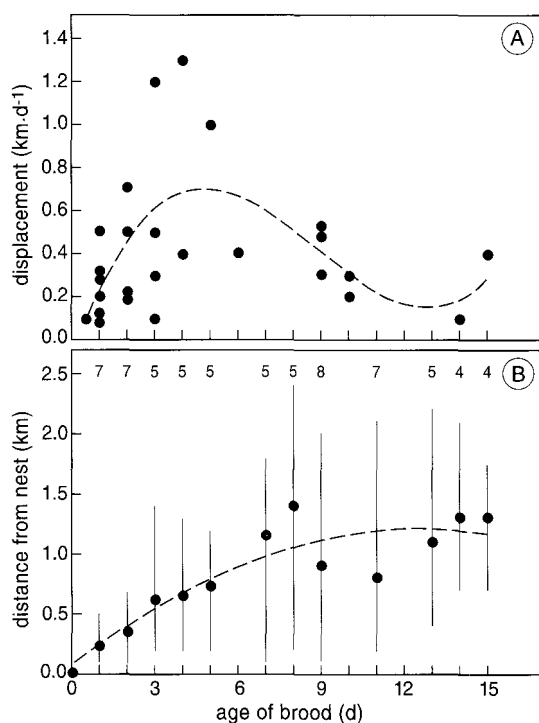 A
displacement (km·d⁻¹)
1.4
1.2
1.0
0.8
0.6
0.4
0.2
0.0
B
7 7 5 5 5 5 5 8 7 5 4 4
distance from nest (km)
2.5
2.0
1.5
1.0
0.5
0.0
0 3 6 9 12 15
age of brood (d)